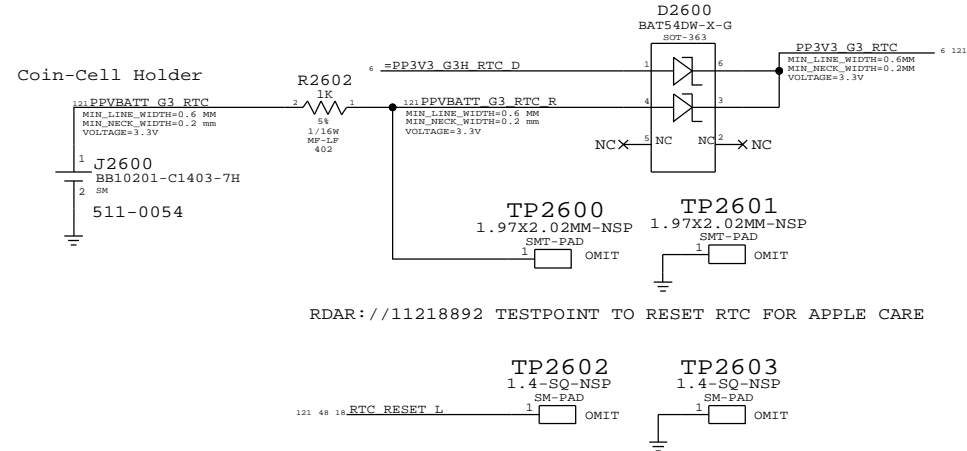 D2600
BAT54DW-X-G
SOT-363
PP3V3_G3_RTC
6 121
MIN_LINE_WIDTH=0.6MM
MIN_NECK_WIDTH=0.2MM
VOLTAGE=3.3V
6 =PP3V3_G3H_RTC_D
1
6
Coin-Cell Holder
R2602
1K
121 PPVBATT_G3_RTC
2
1
121 PPVBATT_G3_RTC_R
4
3
MIN_LINE_WIDTH=0.6 MM
MIN_NECK_WIDTH=0.2 mm
VOLTAGE=3.3V
5%
1/16W
MF-LF
402
MIN_LINE_WIDTH=0.6 MM
MIN_NECK_WIDTH=0.2 mm
VOLTAGE=3.3V
NC
5
NC
NC
2
NC
1
J2600
BB10201-C1403-7H
2
SM
511-0054
TP2600
1.97X2.02MM-NSP
SMT-PAD
1
OMIT
TP2601
1.97X2.02MM-NSP
SMT-PAD
1
OMIT
RDAR://11218892 TESTPOINT TO RESET RTC FOR APPLE CARE
TP2602
1.4-SQ-NSP
SM-PAD
121 48 18 RTC_RESET_L
1
OMIT
TP2603
1.4-SQ-NSP
SM-PAD
1
OMIT